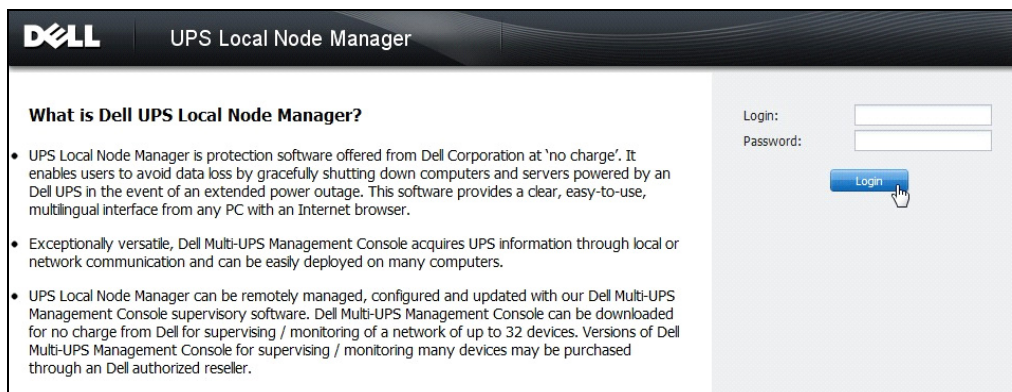 DELL
UPS Local Node Manager
What is Dell UPS Local Node Manager?
• UPS Local Node Manager is protection software offered from Dell Corporation at 'no charge'. It
enables users to avoid data loss by gracefully shutting down computers and servers powered by an
Dell UPS in the event of an extended power outage. This software provides a clear, easy-to-use,
multilingual interface from any PC with an Internet browser.
• Exceptionally versatile, Dell Multi-UPS Management Console acquires UPS information through local or
network communication and can be easily deployed on many computers.
• UPS Local Node Manager can be remotely managed, configured and updated with our Dell Multi-UPS
Management Console supervisory software. Dell Multi-UPS Management Console can be downloaded
for no charge from Dell for supervising / monitoring of a network of up to 32 devices. Versions of Dell
Multi-UPS Management Console for supervising / monitoring many devices may be purchased
through an Dell authorized reseller.
Login:
Password:
Login